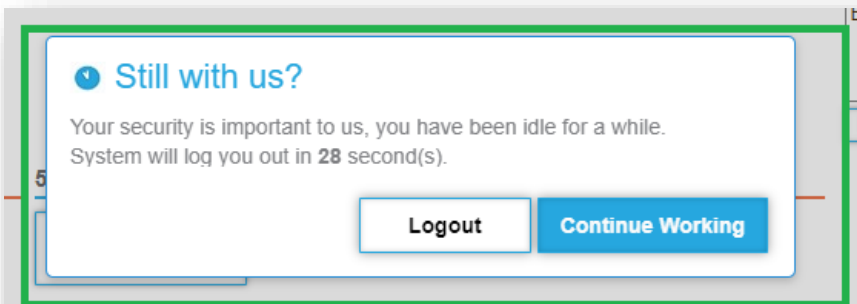 Still with us?
Your security is important to us, you have been idle for a while.
System will log you out in 28 second(s).
5
Logout
Continue Working